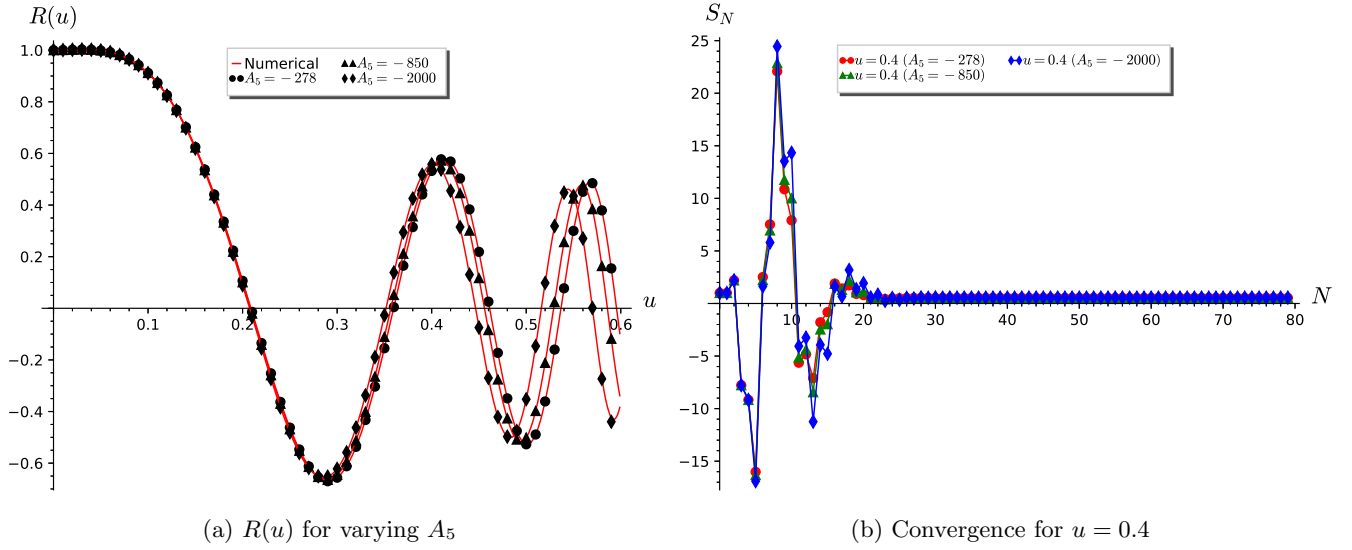 R(u)
1.0
0.8
0.6
0.4
0.2
−0.2
−0.4
−0.6
0.1
0.2
0.3
0.4
0.5
0.6
u
Numerical
A₅ = −278
A₅ = −850
A₅ = −2000
(a) R(u) for varying A₅
S_N
25
20
15
10
5
−5
−10
−15
10
20
30
40
50
60
70
80
N
u = 0.4 (A₅ = −278)
u = 0.4 (A₅ = −850)
u = 0.4 (A₅ = −2000)
(b) Convergence for u = 0.4